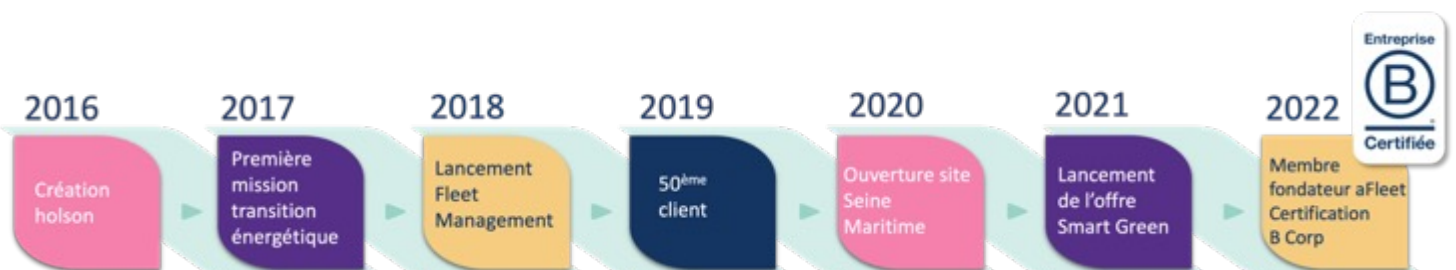 2016
Création
holson
2017
Première
mission
transition
énergétique
2018
Lancement
Fleet
Management
2019
50ème
client
2020
Ouverture site
Seine
Maritime
2021
Lancement
de l'offre
Smart Green
2022
Membre
fondateur aFleet
Certification
B Corp
Entreprise
B
Certifiée